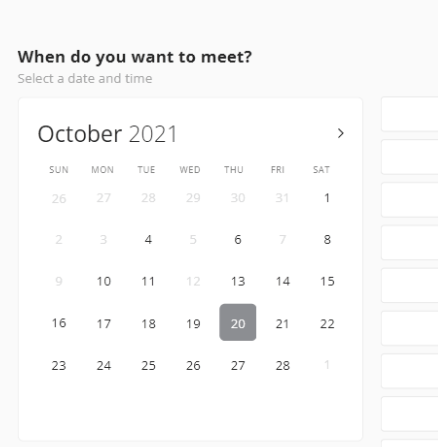 When do you want to meet?
Select a date and time
October 2021
SUN MON TUE WED THU FRI SAT
26 27 28 29 30 31 1
2 3 4 5 6 7 8
9 10 11 12 13 14 15
16 17 18 19 20 21 22
23 24 25 26 27 28 1